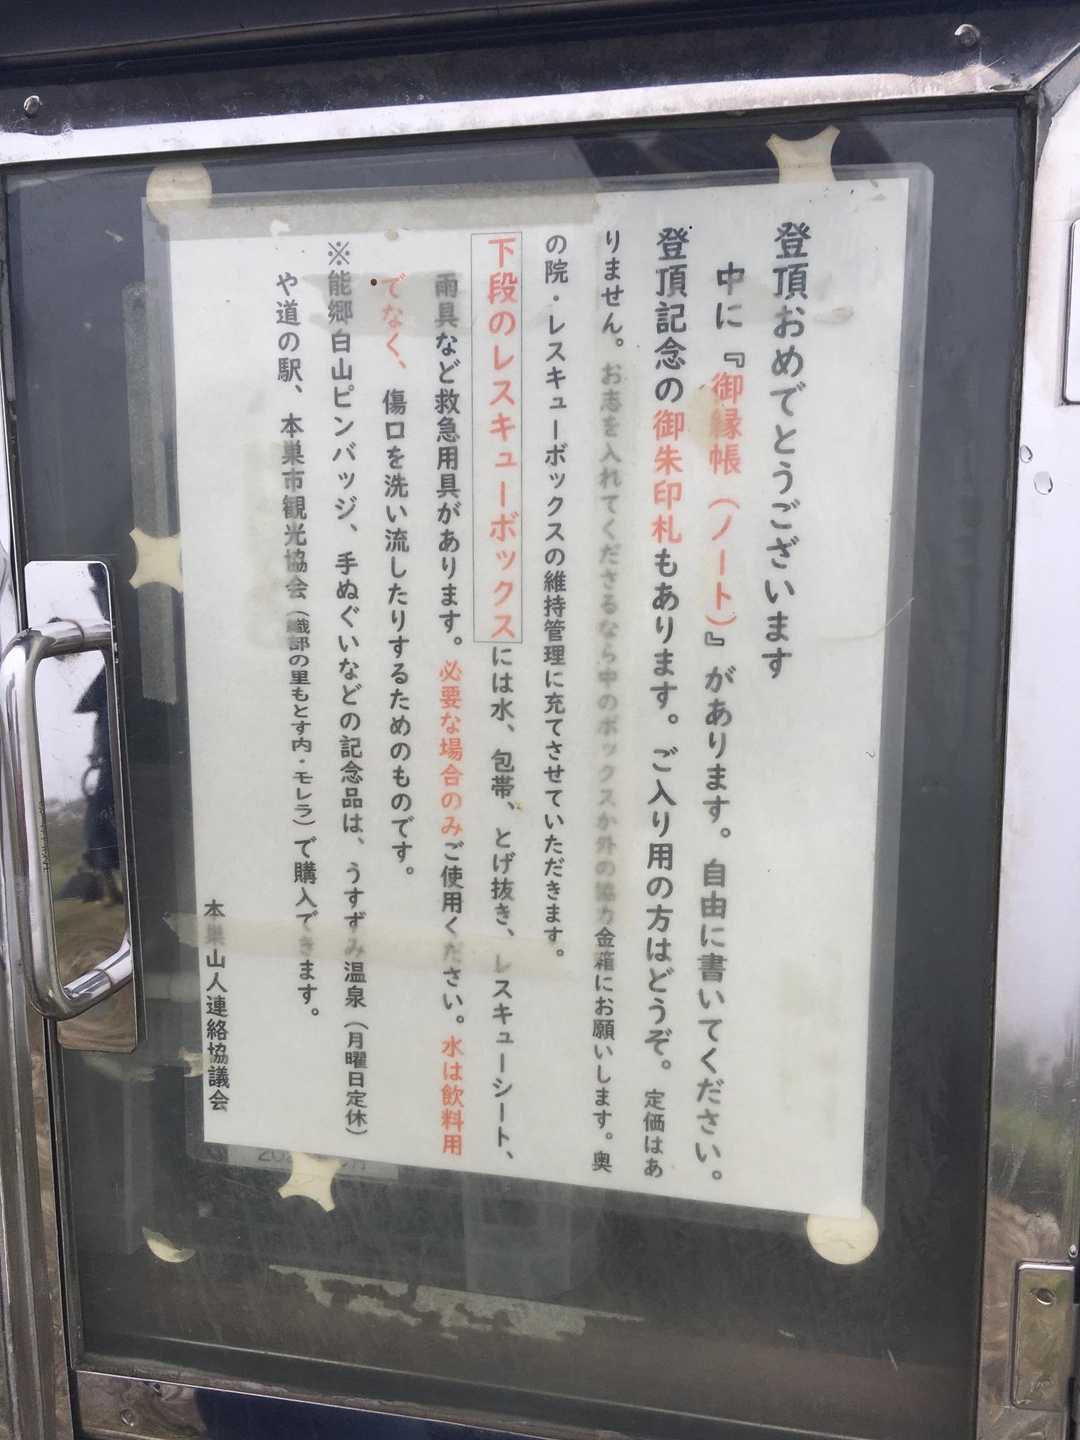 登頂おめでとうございます
中に『御縁帳（ノート）』があります。自由に書いてください。
登頂記念の御朱印札もあります。ご入り用の方はどうぞ。定価はあ
りません。お志を入れてくださるなら中のボックスか外の協力金箱にお願いします。奥
の院・レスキューボックスの維持管理に充てさせていただきます。
下段のレスキューボックスには水、包帯、とげ抜き、レスキューシート、
雨具など救急用具があります。必要な場合のみご使用ください。水は飲料用
でなく、傷口を洗い流したりするためのものです。
※能郷白山ピンバッジ、手ぬぐいなどの記念品は、うすずみ温泉（月曜日定休）
や道の駅、本巣市観光協会（織部の里もとす内・モレラ）で購入できます。
本巣山人連絡協議会